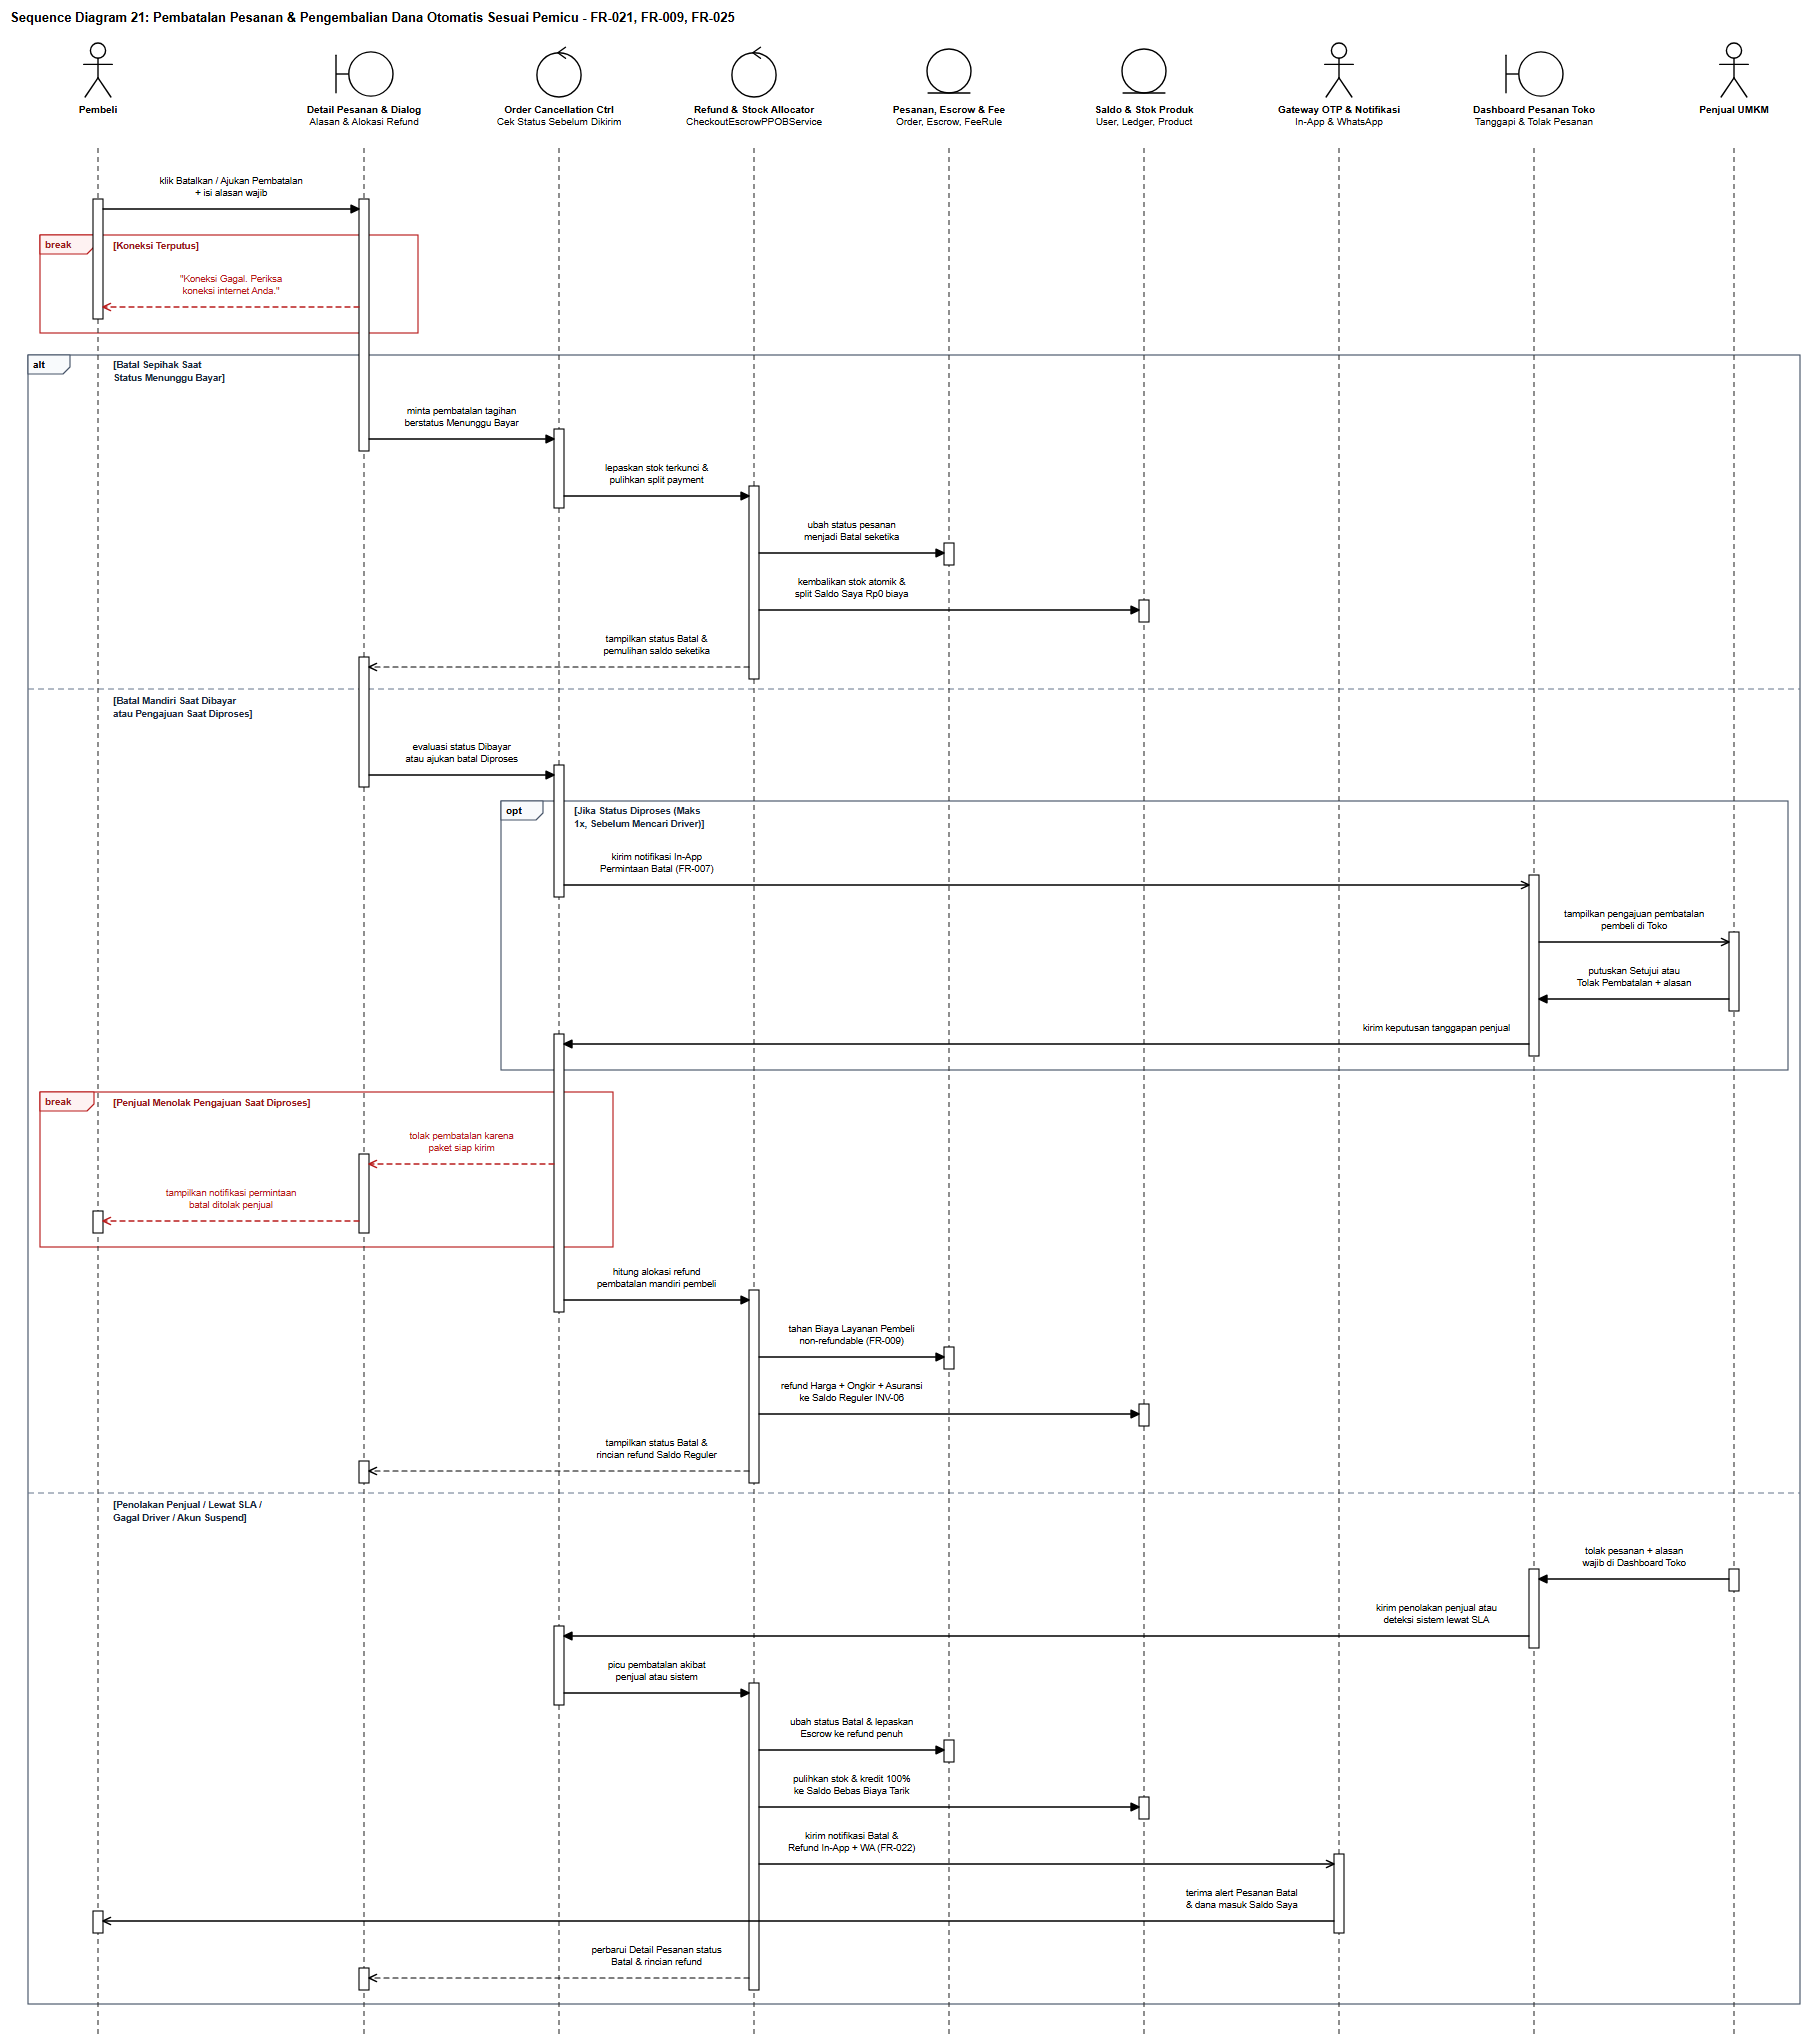 Sequence Diagram 21: Pembatalan Pesanan & Pengembalian Dana Otomatis Sesuai Pemicu - FR-021, FR-009, FR-025
Pembeli
Detail Pesanan & Dialog
Alasan & Alokasi Refund
Order Cancellation Ctrl
Cek Status Sebelum Dikirim
Refund & Stock Allocator
CheckoutEscrowPPOBService
Pesanan, Escrow & Fee
Order, Escrow, FeeRule
Saldo & Stok Produk
User, Ledger, Product
Gateway OTP & Notifikasi
In-App & WhatsApp
Dashboard Pesanan Toko
Tanggapi & Tolak Pesanan
Penjual UMKM
klik Batalkan / Ajukan Pembatalan
+ isi alasan wajib
break
[Koneksi Terputus]
"Koneksi Gagal. Periksa
koneksi internet Anda."
alt
[Batal Sepihak Saat
Status Menunggu Bayar]
minta pembatalan tagihan
berstatus Menunggu Bayar
lepaskan stok terkunci &
pulihkan split payment
ubah status pesanan
menjadi Batal seketika
kembalikan stok atomik &
split Saldo Saya Rp0 biaya
tampilkan status Batal &
pemulihan saldo seketika
[Batal Mandiri Saat Dibayar
atau Pengajuan Saat Diproses]
evaluasi status Dibayar
atau ajukan batal Diproses
opt
[Jika Status Diproses (Maks
1x, Sebelum Mencari Driver)]
kirim notifikasi In-App
Permintaan Batal (FR-007)
tampilkan pengajuan pembatalan
pembeli di Toko
putuskan Setujui atau
Tolak Pembatalan + alasan
kirim keputusan tanggapan penjual
break
[Penjual Menolak Pengajuan Saat Diproses]
tolak pembatalan karena
paket siap kirim
tampilkan notifikasi permintaan
batal ditolak penjual
hitung alokasi refund
pembatalan mandiri pembeli
tahan Biaya Layanan Pembeli
non-refundable (FR-009)
refund Harga + Ongkir + Asuransi
ke Saldo Reguler INV-06
tampilkan status Batal &
rincian refund Saldo Reguler
[Penolakan Penjual / Lewat SLA /
Gagal Driver / Akun Suspend]
tolak pesanan + alasan
wajib di Dashboard Toko
kirim penolakan penjual atau
deteksi sistem lewat SLA
picu pembatalan akibat
penjual atau sistem
ubah status Batal & lepaskan
Escrow ke refund penuh
pulihkan stok & kredit 100%
ke Saldo Bebas Biaya Tarik
kirim notifikasi Batal &
Refund In-App + WA (FR-022)
terima alert Pesanan Batal
& dana masuk Saldo Saya
perbarui Detail Pesanan status
Batal & rincian refund